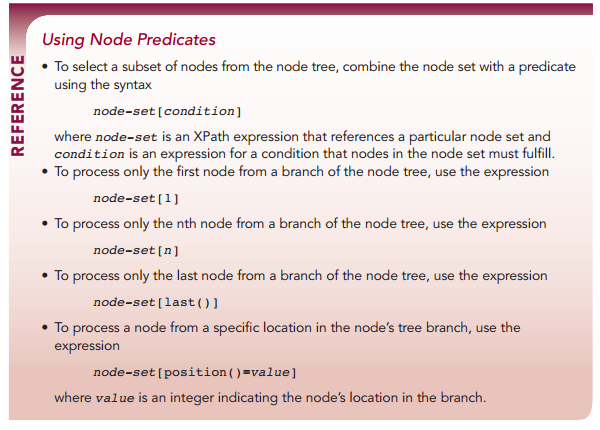 REFERENCE
Using Node Predicates
• To select a subset of nodes from the node tree, combine the node set with a predicate
using the syntax
node-set[condition]
where node-set is an XPath expression that references a particular node set and
condition is an expression for a condition that nodes in the node set must fulfill.
• To process only the first node from a branch of the node tree, use the expression
node-set[1]
• To process only the nth node from a branch of the node tree, use the expression
node-set[n]
• To process only the last node from a branch of the node tree, use the expression
node-set[last()]
• To process a node from a specific location in the node’s tree branch, use the
expression
node-set[position()=value]
where value is an integer indicating the node’s location in the branch.